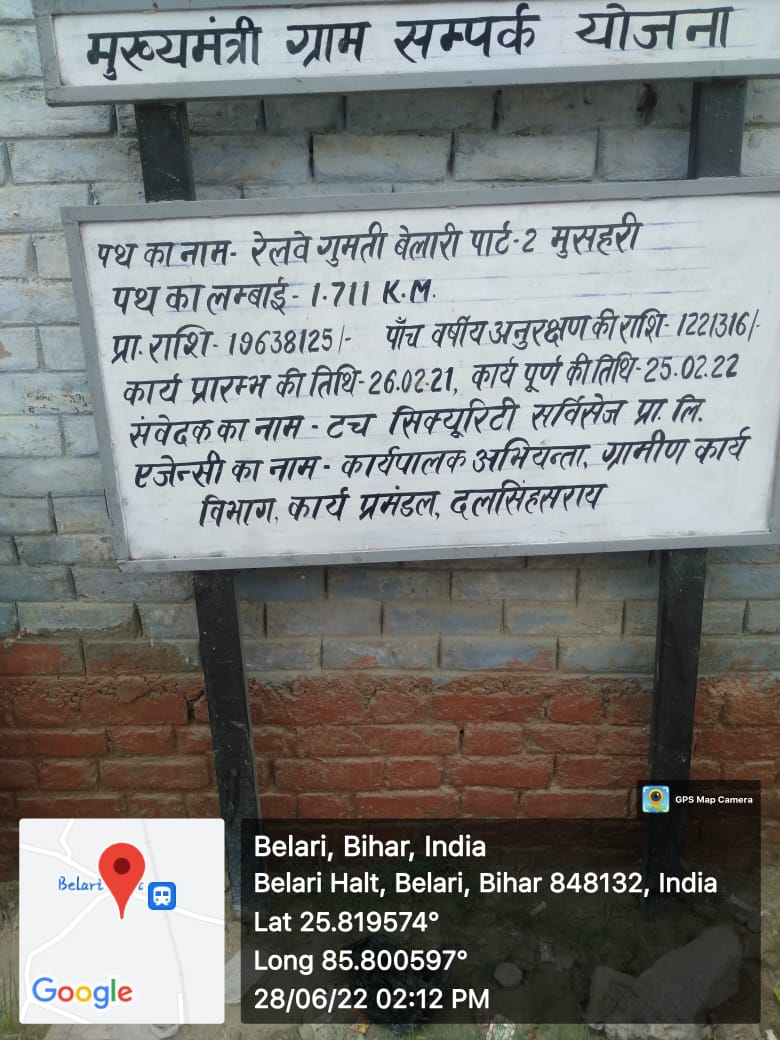 मुख्यमंत्री ग्राम सम्पर्क योजना
पथ का नाम- रेलवे गुमती बेलारी पार्ट-2 मुसहरी
पथ का लम्बाई- 1.711 K.M.
प्रा. राशि- 19638125/- पाँच वर्षीय अनुरक्षण की राशि- 1221316/-
कार्य प्रारम्भ की तिथि-26.02.21, कार्य पूर्ण की तिथि-25.02.22
संवेदक का नाम - टच सिक्यूरिटी सर्विसेज प्रा. लि.
एजेन्सी का नाम- कार्यपालक अभियन्ता, ग्रामीण कार्य
विभाग, कार्य प्रमंडल, दलसिंहसराय
GPS Map Camera
Belari
Google
Belari, Bihar, India
Belari Halt, Belari, Bihar 848132, India
Lat 25.819574°
Long 85.800597°
28/06/22 02:12 PM